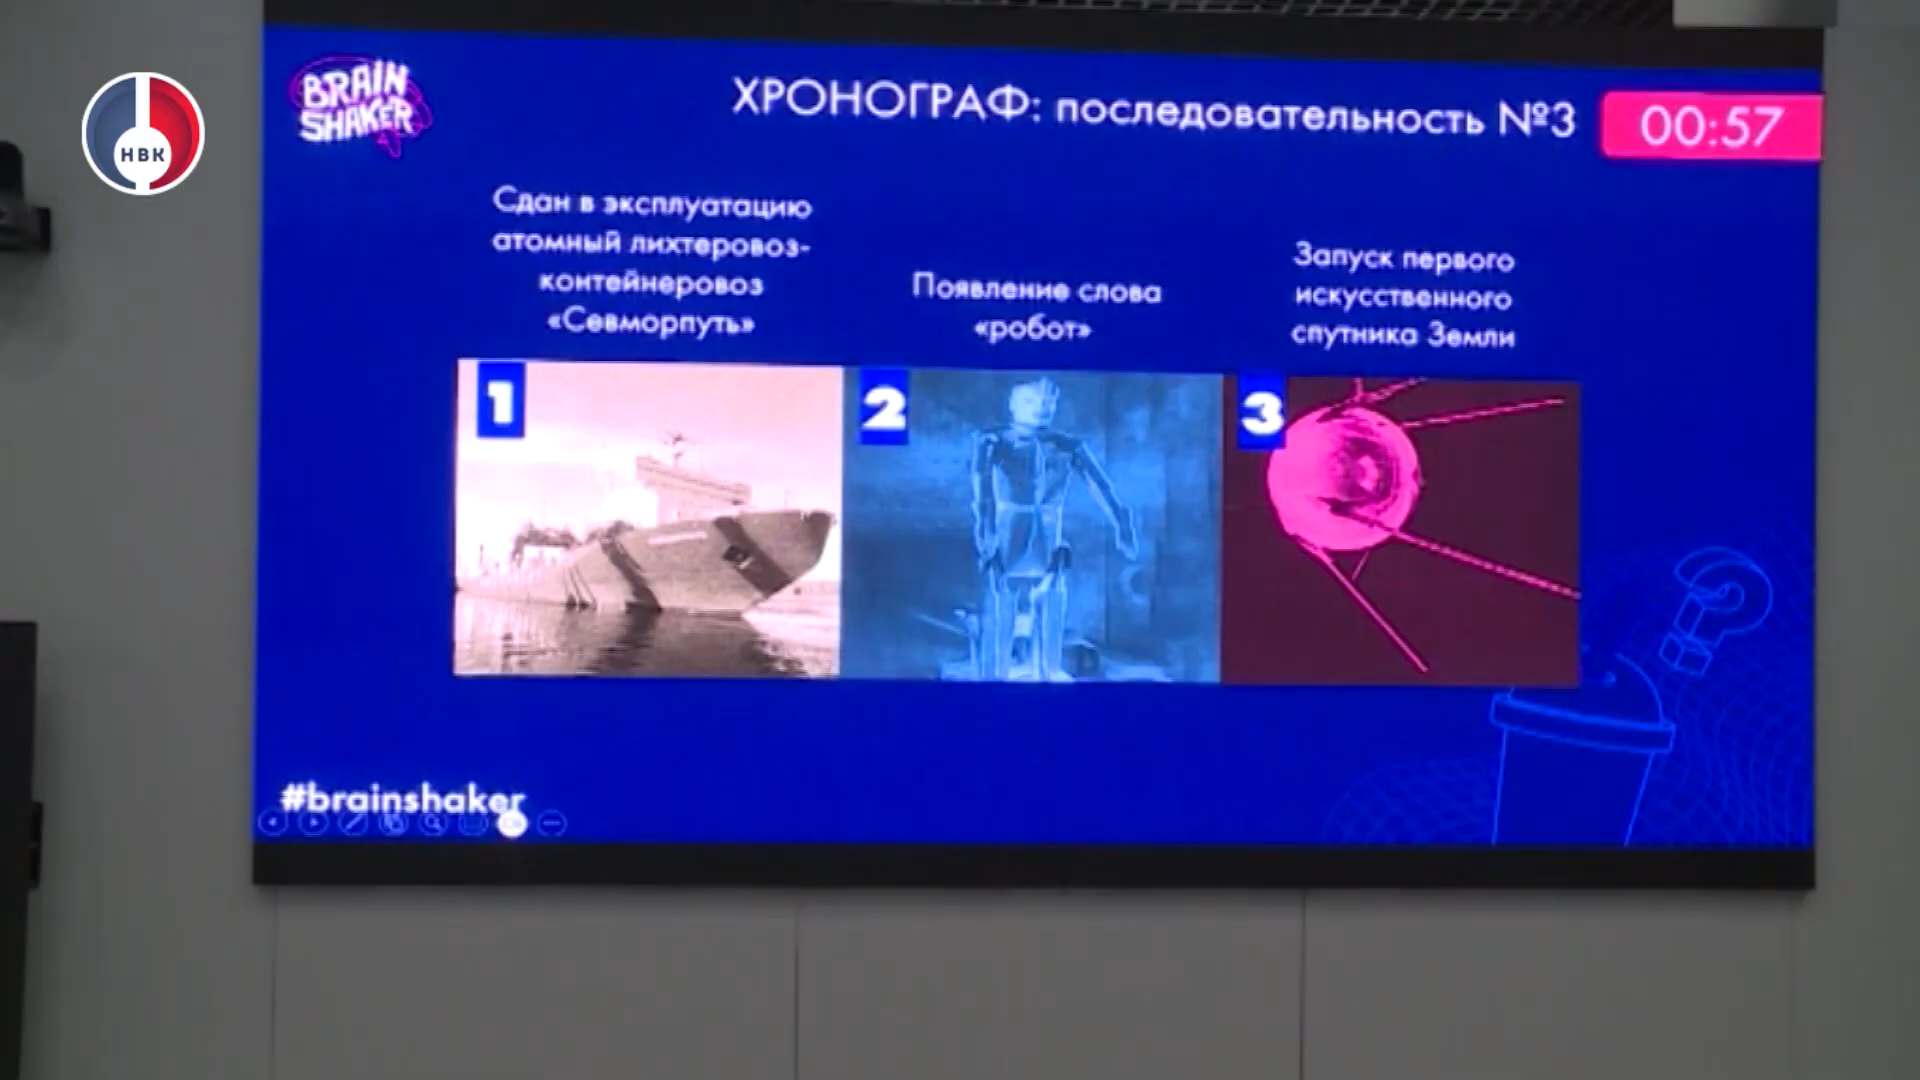 НВК
BRAIN
SHAKER
ХРОНОГРАФ: последовательность №3
00:57
Сдан в эксплуатацию
атомный лихтеровоз-
контейнеровоз
«Севморпуть»
Появление слова
«робот»
Запуск первого
искусственного
спутника Земли
1
2
3
#brainshaker